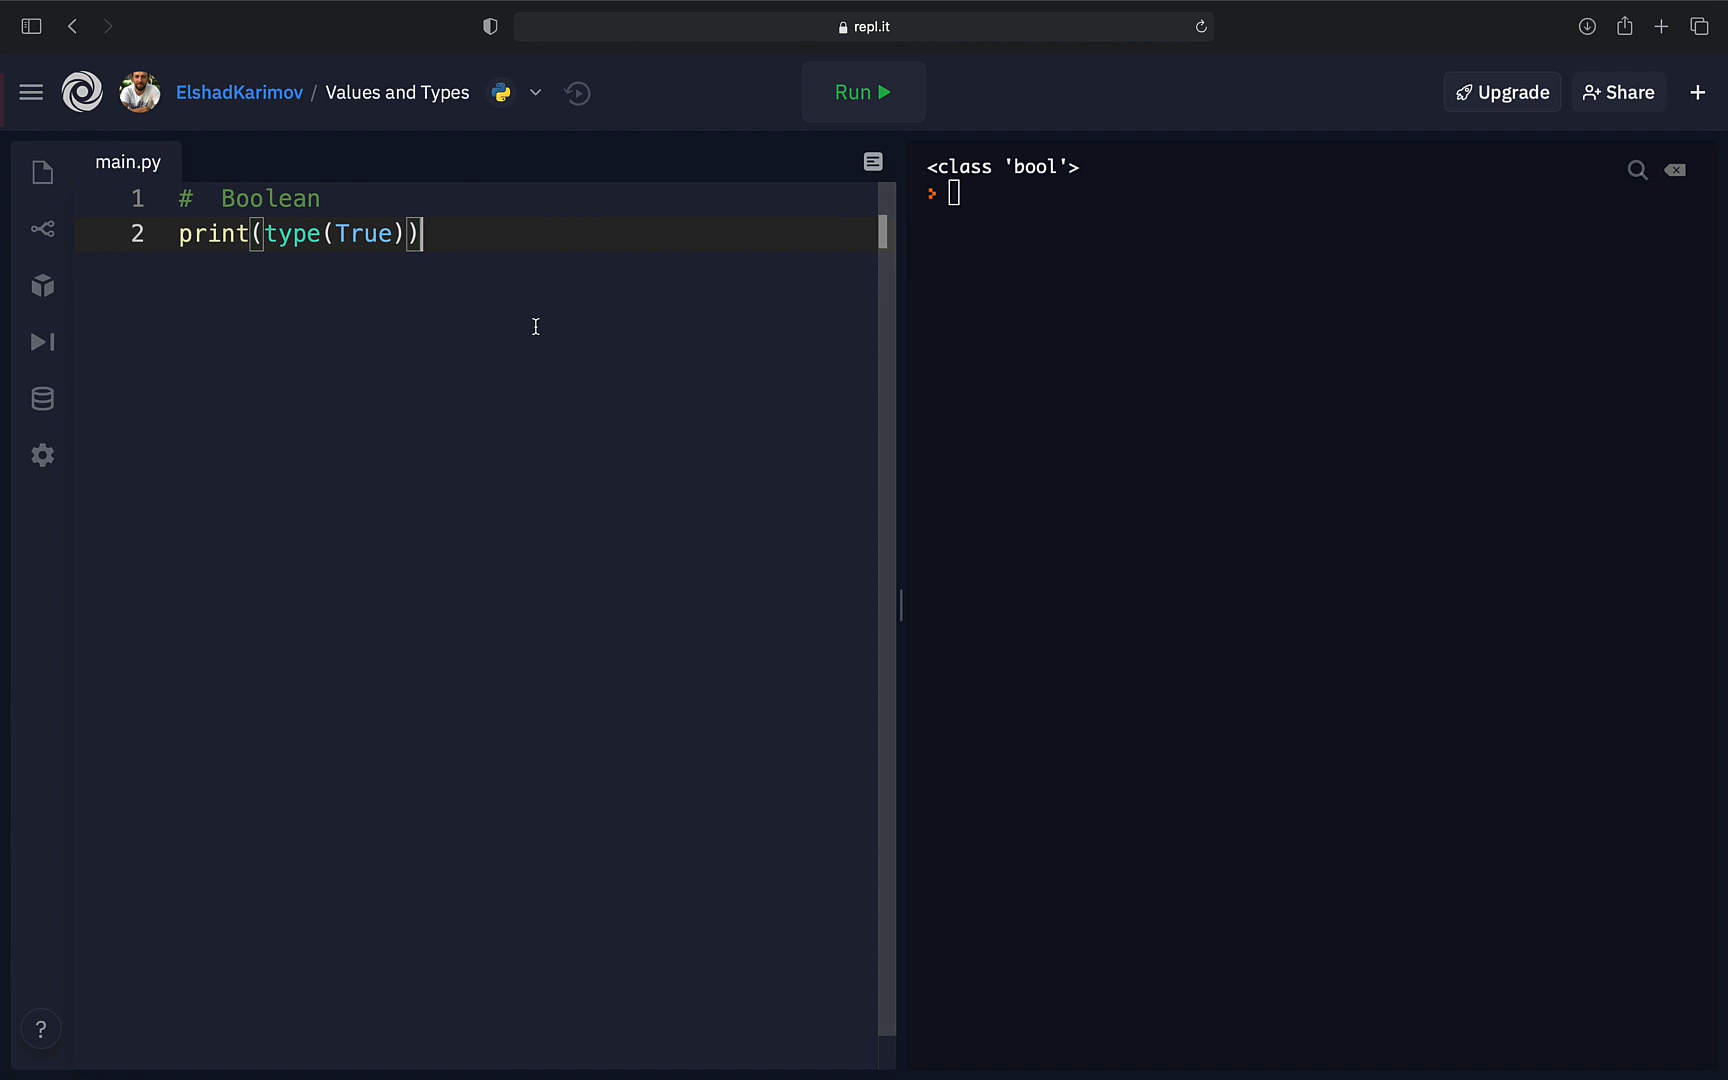 repl.it
ElshadKarimov / Values and Types
Run
Upgrade
Share
main.py
1 #  Boolean
2 print(type(True))
<class 'bool'>
?